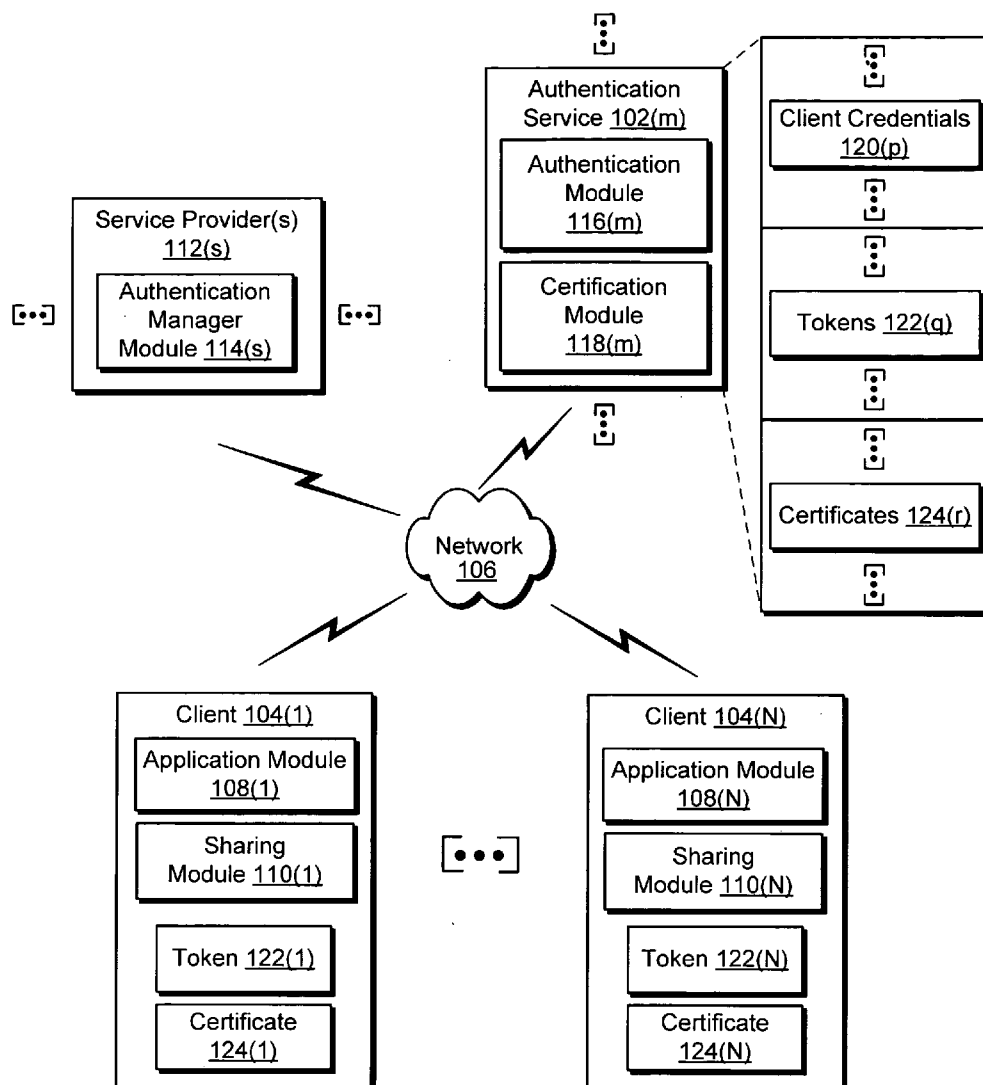 Authentication
Service 102(m)
Authentication
Module
116(m)
Certification
Module
118(m)
Client Credentials
120(p)
Tokens 122(q)
Certificates 124(r)
Service Provider(s)
112(s)
Authentication
Manager
Module 114(s)
Network
106
Client 104(1)
Application Module
108(1)
Sharing
Module 110(1)
Token 122(1)
Certificate
124(1)
Client 104(N)
Application Module
108(N)
Sharing
Module 110(N)
Token 122(N)
Certificate
124(N)